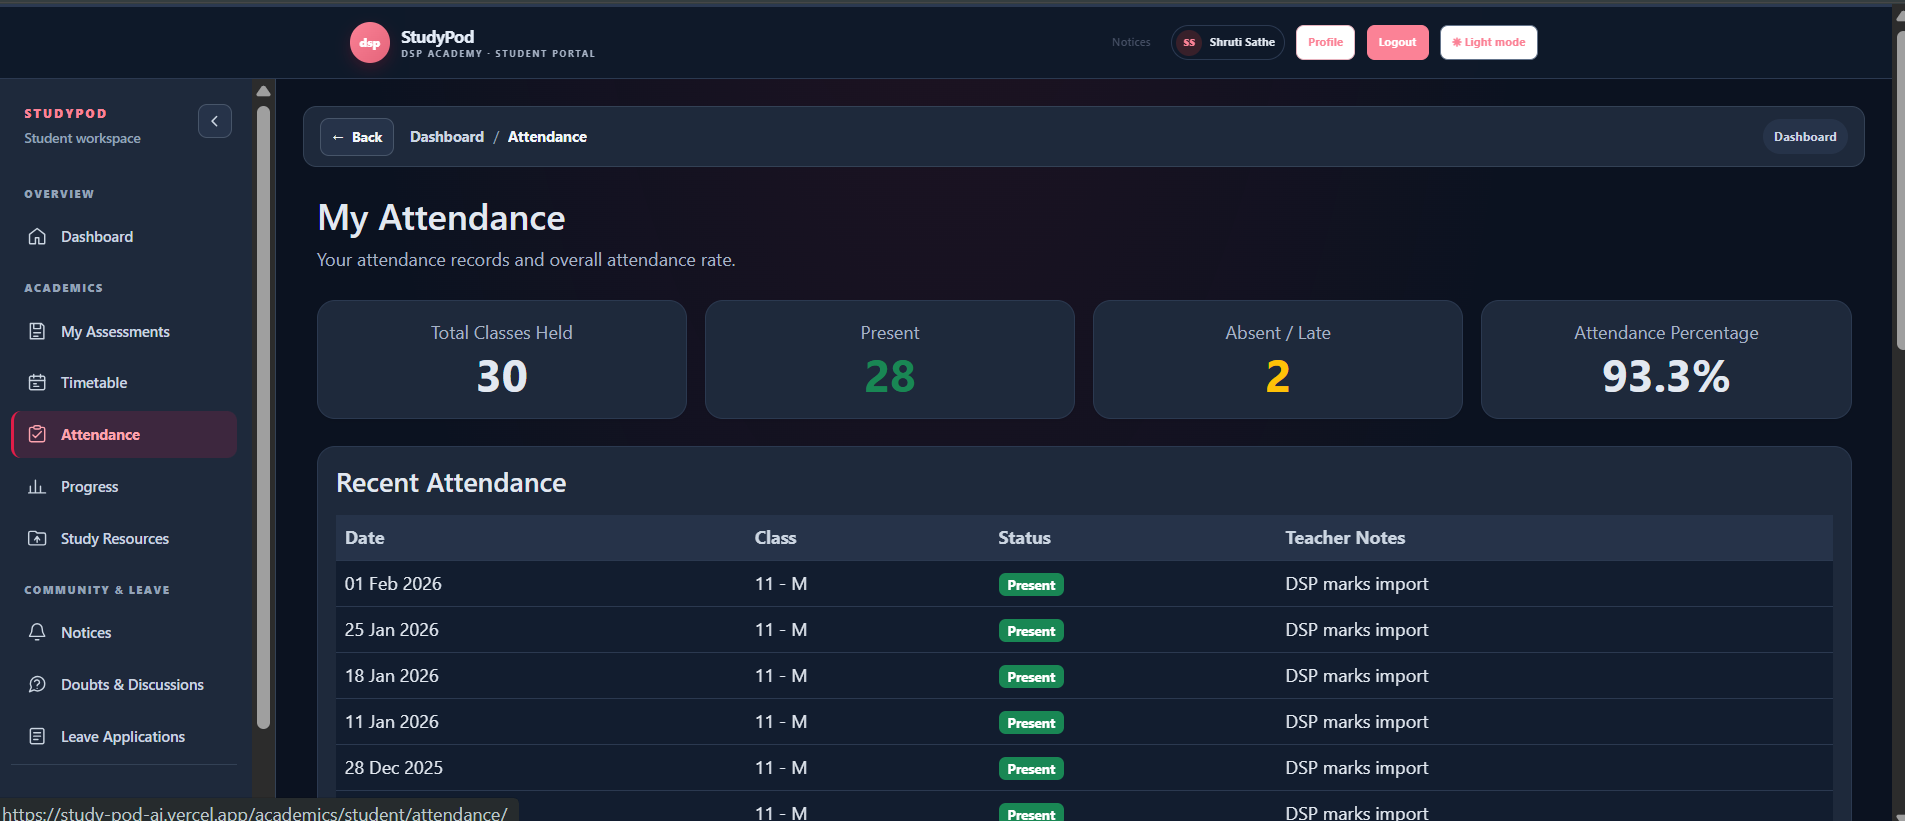 dsp
StudyPod
DSP ACADEMY · STUDENT PORTAL
Notices
SS
Shruti Sathe
Profile
Logout
☀ Light mode
STUDYPOD
Student workspace
OVERVIEW
Dashboard
ACADEMICS
My Assessments
Timetable
Attendance
Progress
Study Resources
COMMUNITY & LEAVE
Notices
Doubts & Discussions
Leave Applications
https://study-pod-ai.vercel.app/academics/student/attendance/
← Back
Dashboard / Attendance
Dashboard
My Attendance
Your attendance records and overall attendance rate.
Total Classes Held
30
Present
28
Absent / Late
2
Attendance Percentage
93.3%
Recent Attendance
Date Class Status Teacher Notes
01 Feb 2026 11 - M Present DSP marks import
25 Jan 2026 11 - M Present DSP marks import
18 Jan 2026 11 - M Present DSP marks import
11 Jan 2026 11 - M Present DSP marks import
28 Dec 2025 11 - M Present DSP marks import
11 - M Present DSP marks import